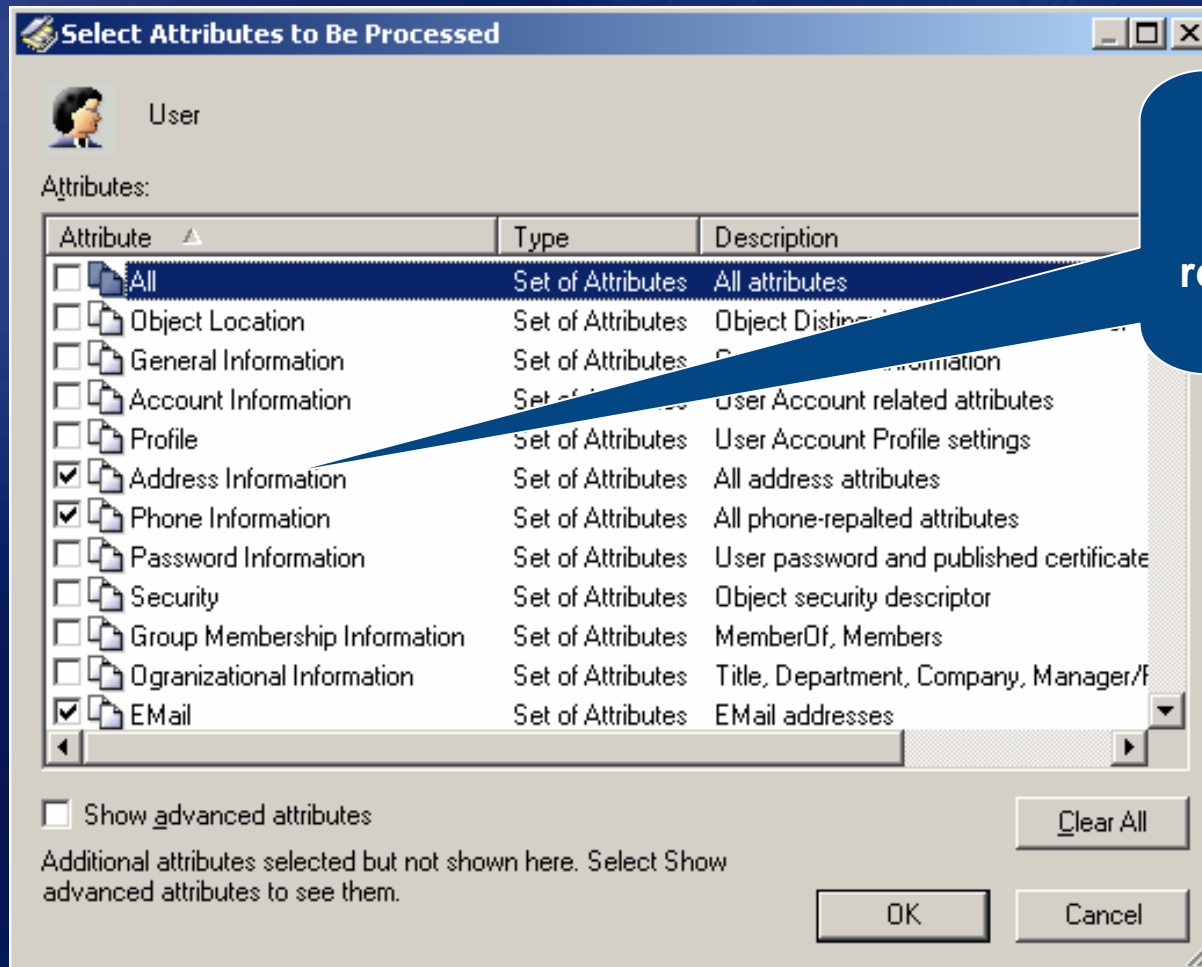 Select Attributes to Be Processed
User
Attributes:
Attribute Type Description
All Set of Attributes All attributes
Object Location Set of Attributes Object
General Information Set of Attributes
Account Information User Account related attributes
Profile Set of Attributes User Account Profile settings
Address Information Set of Attributes All address attributes
Phone Information Set of Attributes All phone-repalted attributes
Password Information Set of Attributes User password and published certificate
Security Set of Attributes Object security descriptor
Group Membership Information Set of Attributes MemberOf, Members
Ogranizational Information Set of Attributes Title, Department, Company, Manager/
EMail Set of Attributes EMail addresses
Show advanced attributes
Clear All
Additional attributes selected but not shown here. Select Show
advanced attributes to see them.
OK Cancel